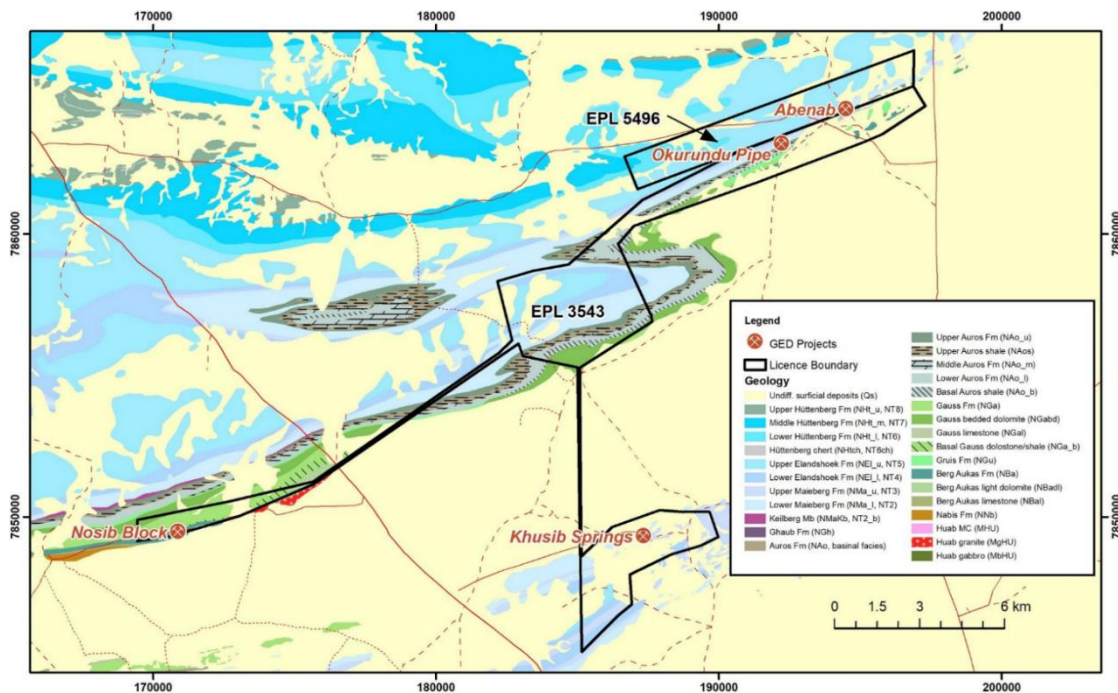 170000 180000 190000 200000
Abenab
EPL 5496
Okurundu Pipe
7860000 7860000
EPL 3543
Legend
GED Projects
Licence Boundary
Geology
Undiff. surficial deposits (Qs)
Upper Hüttenberg Fm (NHt_u, NT8)
Middle Hüttenberg Fm (NHt_m, NT7)
Lower Hüttenberg Fm (NHt_l, NT6)
Hüttenberg chert (NHtch, NT6ch)
Upper Elandshoek Fm (NEl_u, NT5)
Lower Elandshoek Fm (NEl_l, NT4)
Upper Maieberg Fm (NMa_u, NT3)
Lower Maieberg Fm (NMa_l, NT2)
Keilberg Mb (NMaKb, NT2_b)
Ghaub Fm (NGh)
Auros Fm (NAo, basinal facies)
Upper Auros Fm (NAo_u)
Upper Auros shale (NAos)
Middle Auros Fm (NAo_m)
Lower Auros Fm (NAo_l)
Basal Auros shale (NAo_b)
Gauss Fm (NGa)
Gauss bedded dolomite (NGabd)
Gauss limestone (NGal)
Basal Gauss dolostone/shale (NGa_b)
Gruis Fm (NGu)
Berg Aukas Fm (NBa)
Berg Aukas light dolomite (NBadl)
Berg Aukas limestone (NBal)
Nabis Fm (NNb)
Huab MC (MHU)
Huab granite (MgHU)
Huab gabbro (MbHU)
7850000 7850000
Nosib Block
Khusib Springs
0 1.5 3 6 km
170000 180000 190000 200000